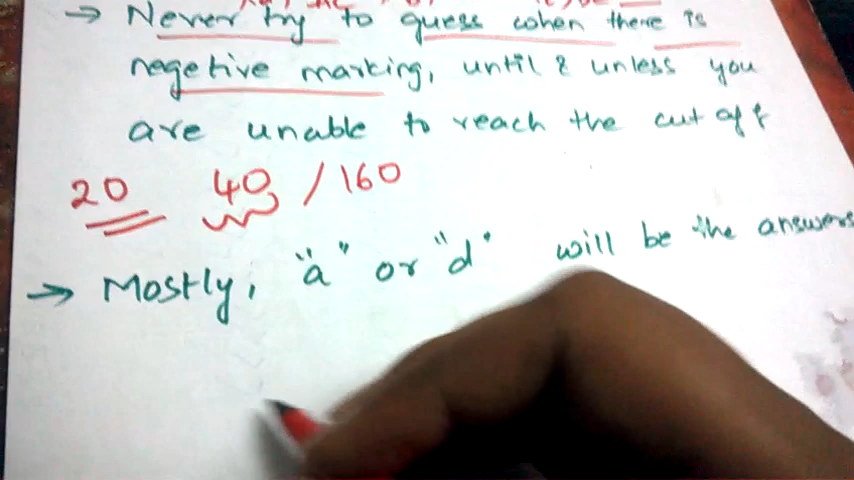 → Never try to guess when there is
negetive marking, until & unless you
are unable to reach the cut off
20 40 /160
→ Mostly, "a" or "d" will be the answers